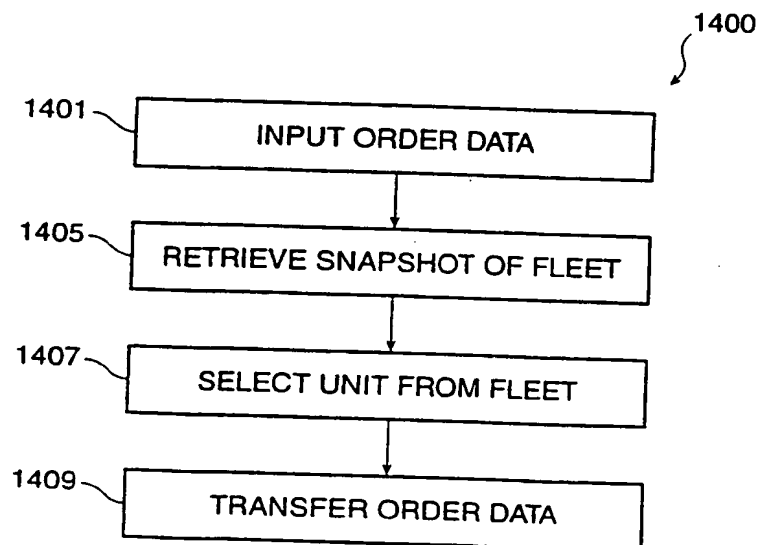 1400
1401
INPUT ORDER DATA
1405
RETRIEVE SNAPSHOT OF FLEET
1407
SELECT UNIT FROM FLEET
1409
TRANSFER ORDER DATA